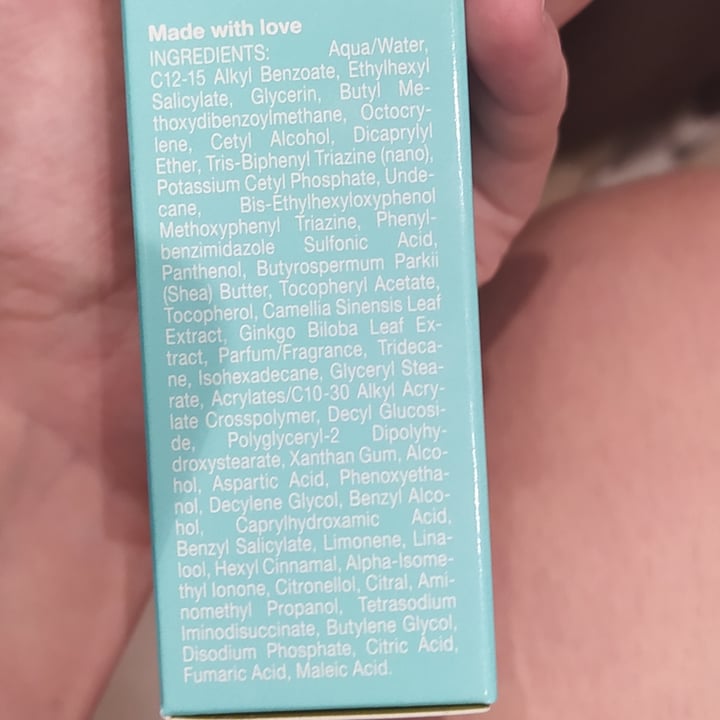 Made with love
INGREDIENTS: Aqua/Water,
C12-15 Alkyl Benzoate, Ethylhexyl
Salicylate, Glycerin, Butyl Me-
thoxydibenzoylmethane, Octocry-
lene, Cetyl Alcohol, Dicaprylyl
Ether, Tris-Biphenyl Triazine (nano),
Potassium Cetyl Phosphate, Unde-
cane, Bis-Ethylhexyloxyphenol
Methoxyphenyl Triazine, Phenyl-
benzimidazole Sulfonic Acid,
Panthenol, Butyrospermum Parkii
(Shea) Butter, Tocopheryl Acetate,
Tocopherol, Camellia Sinensis Leaf
Extract, Ginkgo Biloba Leaf Ex-
tract, Parfum/Fragrance, Trideca-
ne, Isohexadecane, Glyceryl Stea-
rate, Acrylates/C10-30 Alkyl Acry-
late Crosspolymer, Decyl Glucosi-
de, Polyglyceryl-2 Dipolyhy-
droxystearate, Xanthan Gum, Alco-
hol, Aspartic Acid, Phenoxyetha-
nol, Decylene Glycol, Benzyl Alco-
hol, Caprylhydroxamic Acid,
Benzyl Salicylate, Limonene, Lina-
lool, Hexyl Cinnamal, Alpha-Isome-
thyl Ionone, Citronellol, Citral, Ami-
nomethyl Propanol, Tetrasodium
Iminodisuccinate, Butylene Glycol,
Disodium Phosphate, Citric Acid,
Fumaric Acid, Maleic Acid.